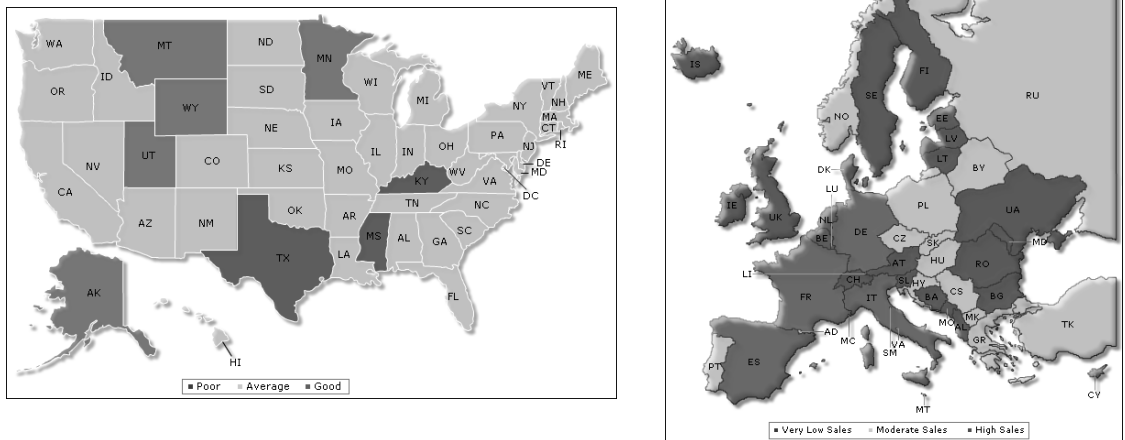 WA
MT
ND
MN
ME
ID
OR
SD
WI
VT
NH
MI
NY
WY
MA
CT
RI
IA
NE
PA
NJ
NV
UT
CO
IL
IN
OH
DE
MD
KS
MO
WV
VA
KY
DC
CA
AZ
NM
OK
AR
TN
NC
SC
TX
LA
MS
AL
GA
FL
AK
HI
Poor Average Good
IS
FI
SE
NO
RU
EE
LV
LT
DK
BY
LU
IE
UK
NL
PL
UA
BE
DE
CZ
SK
MD
LI
AT
HU
RO
CH
SL
HY
FR
IT
BA
CS
BG
MO
MK
AL
TK
AD
MC
SM
VA
GR
PT
ES
CY
MT
Very Low Sales Moderate Sales High Sales